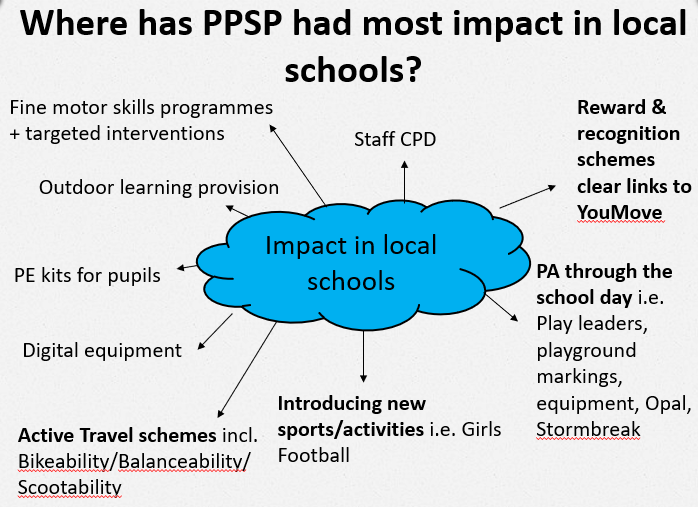 Where has PPSP had most impact in local
schools?
Fine motor skills programmes
+ targeted interventions
Staff CPD
Reward &
recognition
schemes
clear links to
YouMove
Outdoor learning provision
Impact in local
schools
PE kits for pupils
PA through the
school day i.e.
Play leaders,
playground
markings,
equipment, Opal,
Stormbreak
Digital equipment
Introducing new
sports/activities i.e. Girls
Football
Active Travel schemes incl.
Bikeability/Balanceability/
Scootability